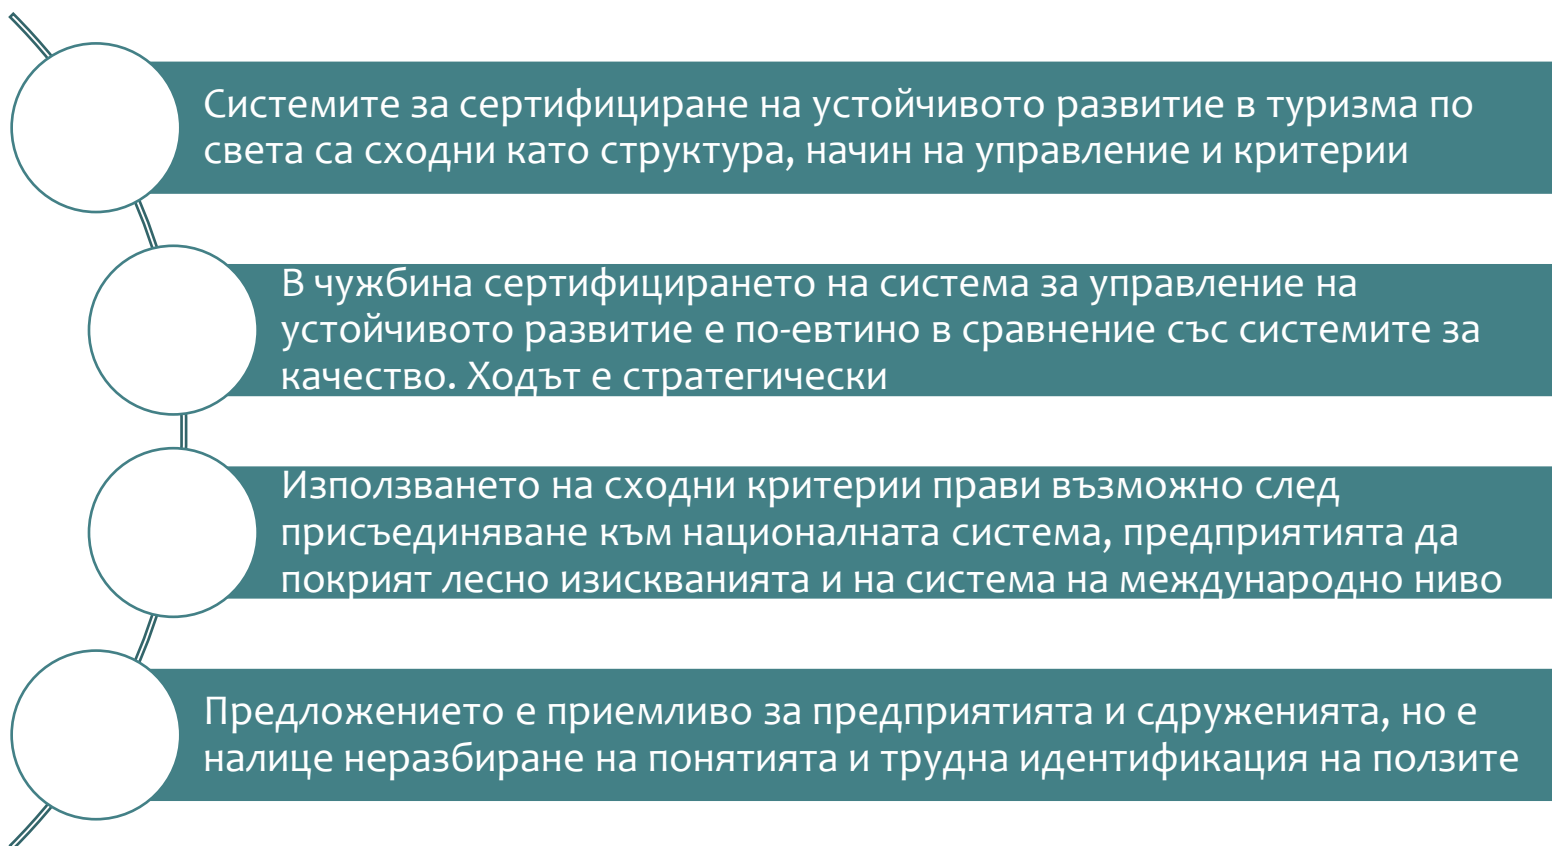 Системите за сертифициране на устойчивото развитие в туризма по
света са сходни като структура, начин на управление и критерии
В чужбина сертифицирането на система за управление на
устойчивото развитие е по-евтино в сравнение със системите за
качество. Ходът е стратегически
Използването на сходни критерии прави възможно след
присъединяване към националната система, предприятията да
покрият лесно изискванията и на система на международно ниво
Предложението е приемливо за предприятията и сдруженията, но е
налице неразбиране на понятията и трудна идентификация на ползите